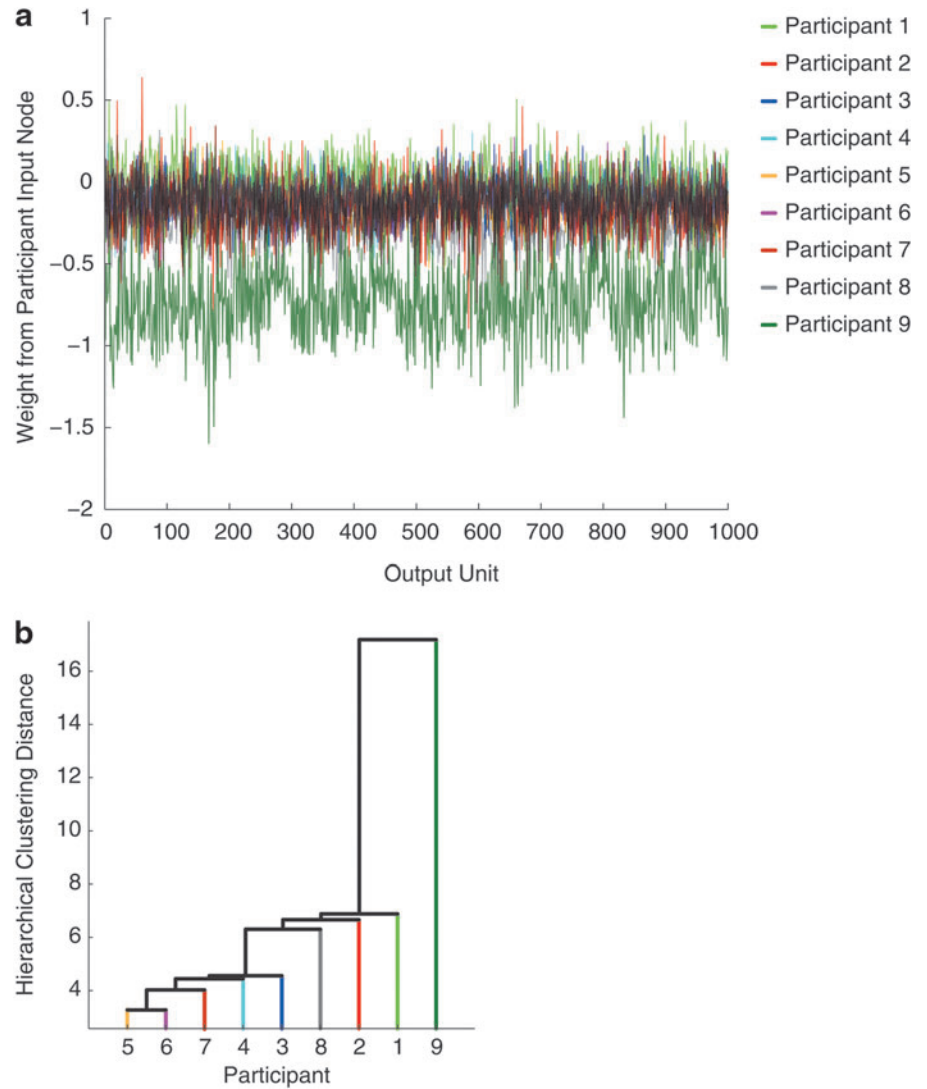 a
Weight from Participant Input Node
1
0.5
0
−0.5
−1
−1.5
−2
0 100 200 300 400 500 600 700 800 900 1000
Output Unit
Participant 1
Participant 2
Participant 3
Participant 4
Participant 5
Participant 6
Participant 7
Participant 8
Participant 9
b
Hierarchical Clustering Distance
16
14
12
10
8
6
4
5 6 7 4 3 8 2 1 9
Participant